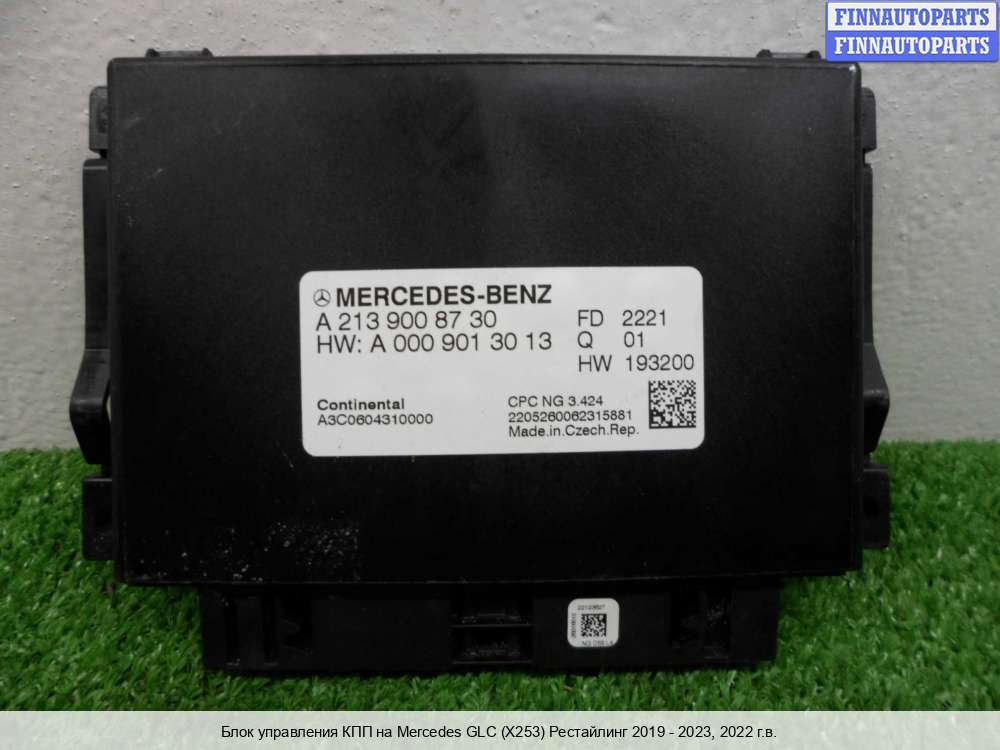 FINNAUTOPARTS
FINNAUTOPARTS
MERCEDES-BENZ
A 213 900 87 30
HW: A 000 901 30 13
FD 2221
Q 01
HW 193200
Continental
A3C0604310000
CPC NG 3.424
2205260062315881
Made.in.Czech.Rep.
Блок управления КПП на Mercedes GLC (X253) Рестайлинг 2019 - 2023, 2022 г.в.